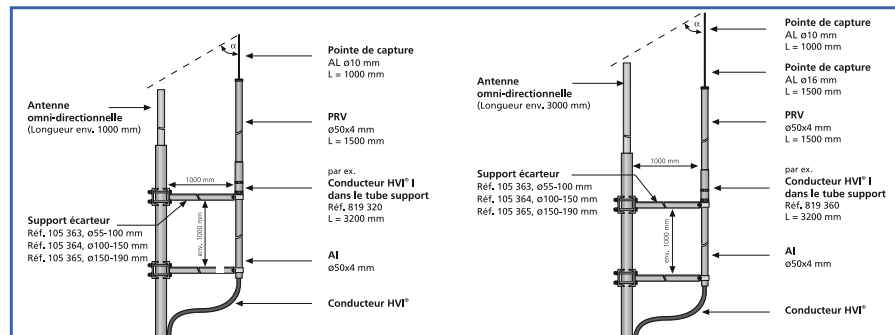 α
Pointe de capture
AL ø10 mm
L = 1000 mm
Antenne
omni-directionnelle
(Longueur env. 1000 mm)
PRV
ø50x4 mm
L = 1500 mm
1000 mm
par ex.
Conducteur HVI® I
dans le tube support
Réf. 819 320
L = 3200 mm
Support écarteur
Réf. 105 363, ø55-100 mm
Réf. 105 364, ø100-150 mm
Réf. 105 365, ø150-190 mm
env. 1000 mm
Al
ø50x4 mm
Conducteur HVI®
α
Pointe de capture
AL ø10 mm
L = 1000 mm
Pointe de capture
AL ø16 mm
L = 1500 mm
Antenne
omni-directionnelle
(Longueur env. 3000 mm)
PRV
ø50x4 mm
L = 1500 mm
1000 mm
Support écarteur
Réf. 105 363, ø55-100 mm
Réf. 105 364, ø100-150 mm
Réf. 105 365, ø150-190 mm
par ex.
Conducteur HVI® I
dans le tube support
Réf. 819 360
L = 3200 mm
env. 1000 mm
Al
ø50x4 mm
Conducteur HVI®